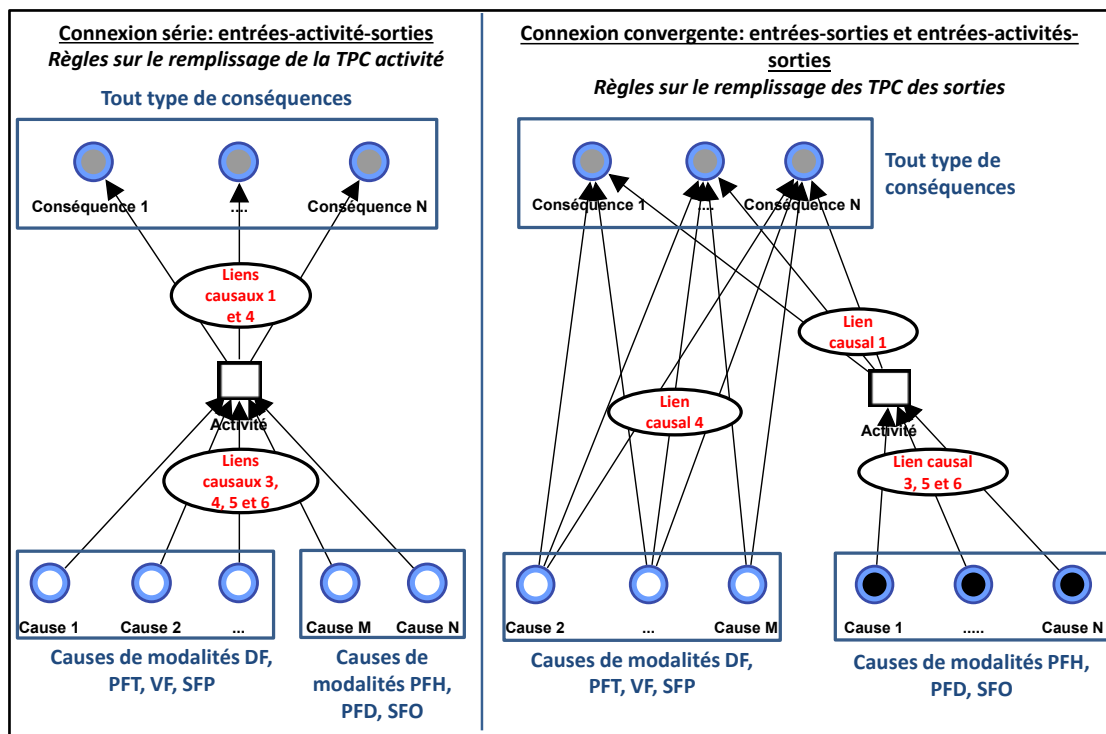 Connexion série: entrées-activité-sorties
Règles sur le remplissage de la TPC activité
Tout type de conséquences
Conséquence 1
....
Conséquence N
Liens
causaux 1
et 4
Activité
Liens
causaux 3,
4, 5 et 6
Cause 1
Cause 2
...
Cause M
Cause N
Causes de modalités DF,
PFT, VF, SFP
Causes de
modalités PFH,
PFD, SFO
Connexion convergente: entrées-sorties et entrées-activités-
sorties
Règles sur le remplissage des TPC des sorties
Tout type de
conséquences
Conséquence 1
....
Conséquence N
Lien
causal 1
Lien
causal 4
Activité
Lien causal
3, 5 et 6
Cause 2
...
Cause M
Cause 1
.....
Cause N
Causes de modalités DF,
PFT, VF, SFP
Causes de modalités PFH,
PFD, SFO